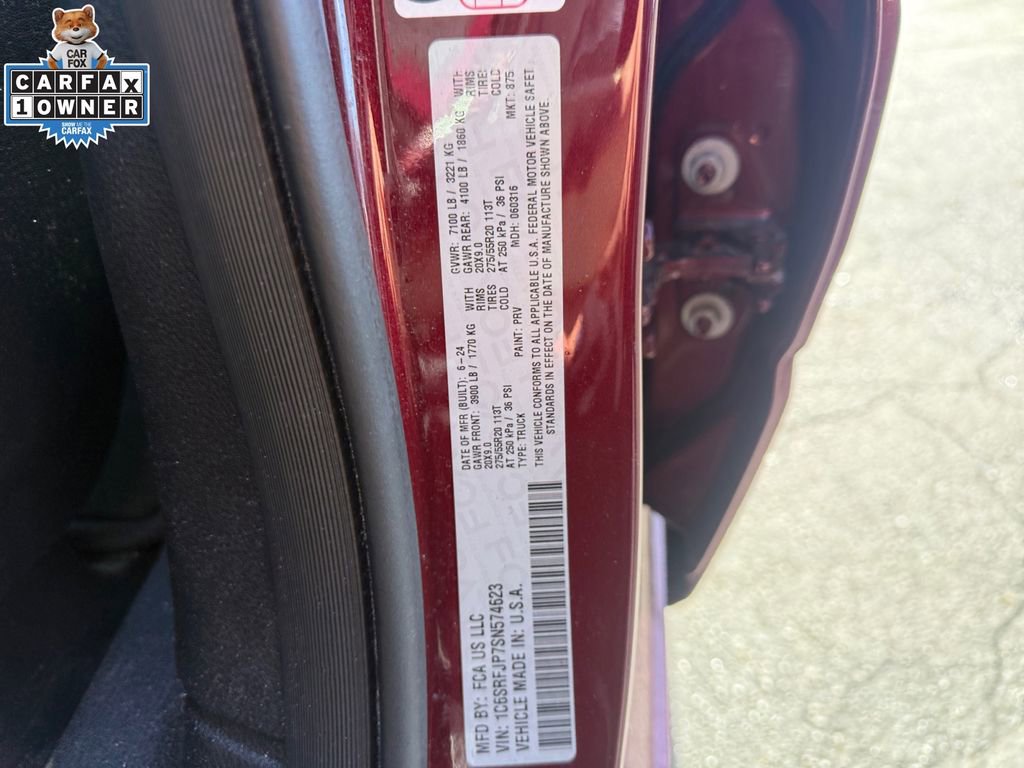 CAR
FOX
CARFAX
1 OWNER
SHOW ME THE
CARFAX
MFD BY: FCA US LLC
VIN: 1C6SRFJP7SN574623
VEHICLE MADE IN: U.S.A.
DATE OF MFR (BUILT): 6-24 GVWR: 7100 LB / 3221 KG
GAWR FRONT: 3900 LB / 1770 KG WITH GAWR REAR: 4100 LB / 1860 KG WITH
20X9.0 RIMS 20X9.0 RIMS
275/55R20 113T TIRES 275/55R20 113T TIRES
AT 250 kPa / 36 PSI COLD AT 250 kPa / 36 PSI COLD
TYPE: TRUCK PAINT: PRV MDH: 060316 MKT: 875
THIS VEHICLE CONFORMS TO ALL APPLICABLE U.S.A. FEDERAL MOTOR VEHICLE SAFET
STANDARDS IN EFFECT ON THE DATE OF MANUFACTURE SHOWN ABOVE.